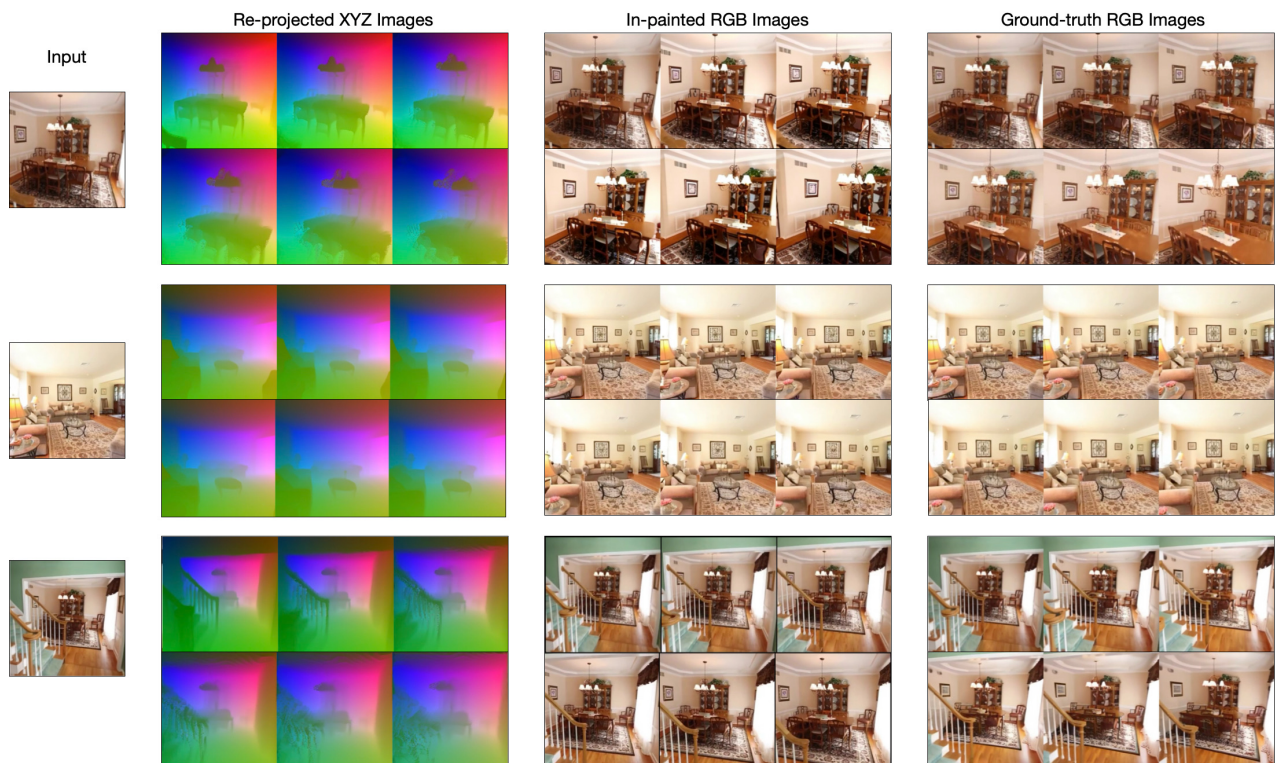 Re-projected XYZ Images
In-painted RGB Images
Ground-truth RGB Images
Input